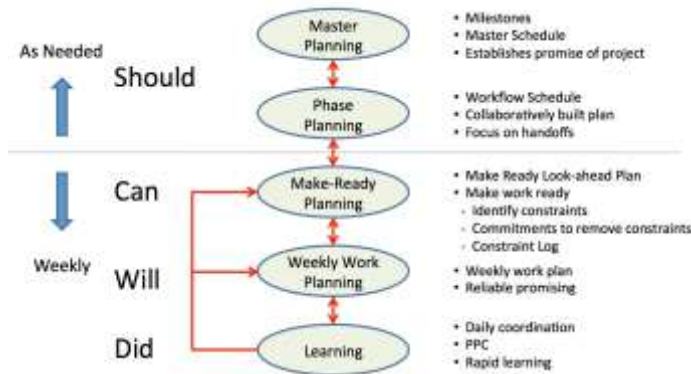 As Needed
Should
Master
Planning
• Milestones
• Master Schedule
• Establishes promise of project
Phase
Planning
• Workflow Schedule
• Collaboratively built plan
• Focus on handoffs
Can
Make-Ready
Planning
• Make Ready Look-ahead Plan
• Make work ready
- Identify constraints
- Commitments to remove constraints
- Constraint Log
Weekly
Will
Weekly Work
Planning
• Weekly work plan
• Reliable promising
Did
Learning
• Daily coordination
• PPC
• Rapid learning